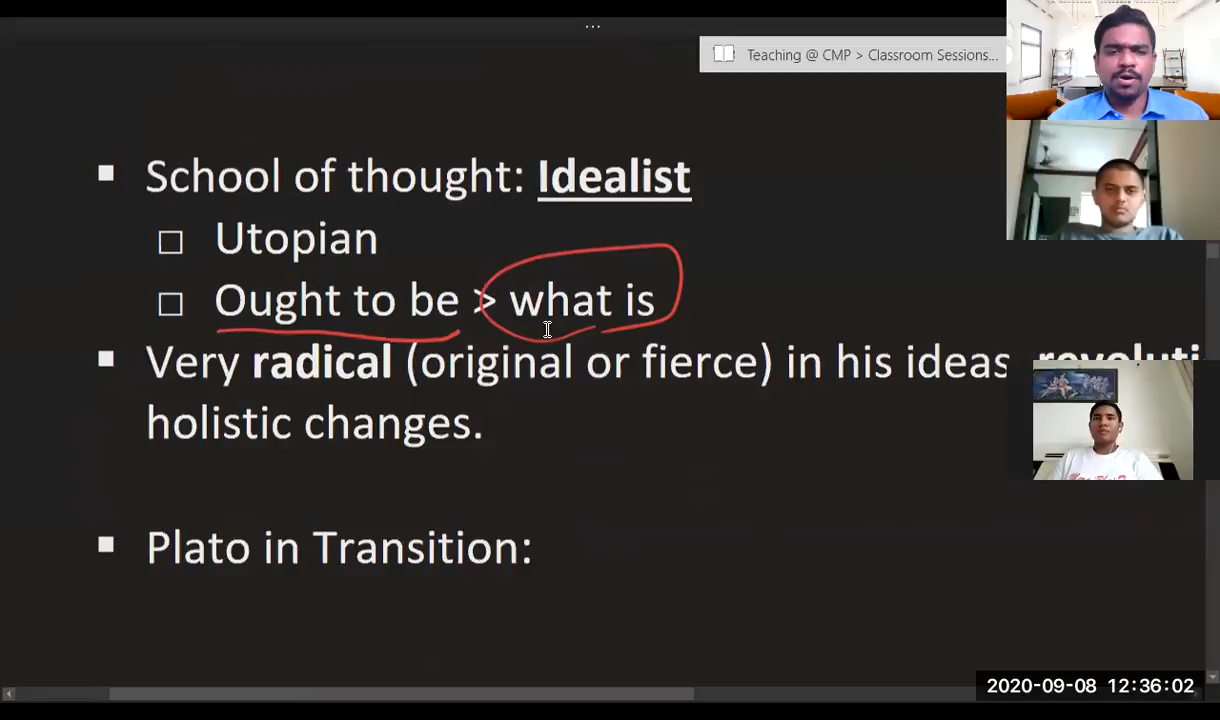 ...
Teaching @ CMP > Classroom Sessions...
School of thought: Idealist
Utopian
Ought to be > what is
Very radical (original or fierce) in his ideas
holistic changes.
Plato in Transition:
2020-09-08 12:36:02